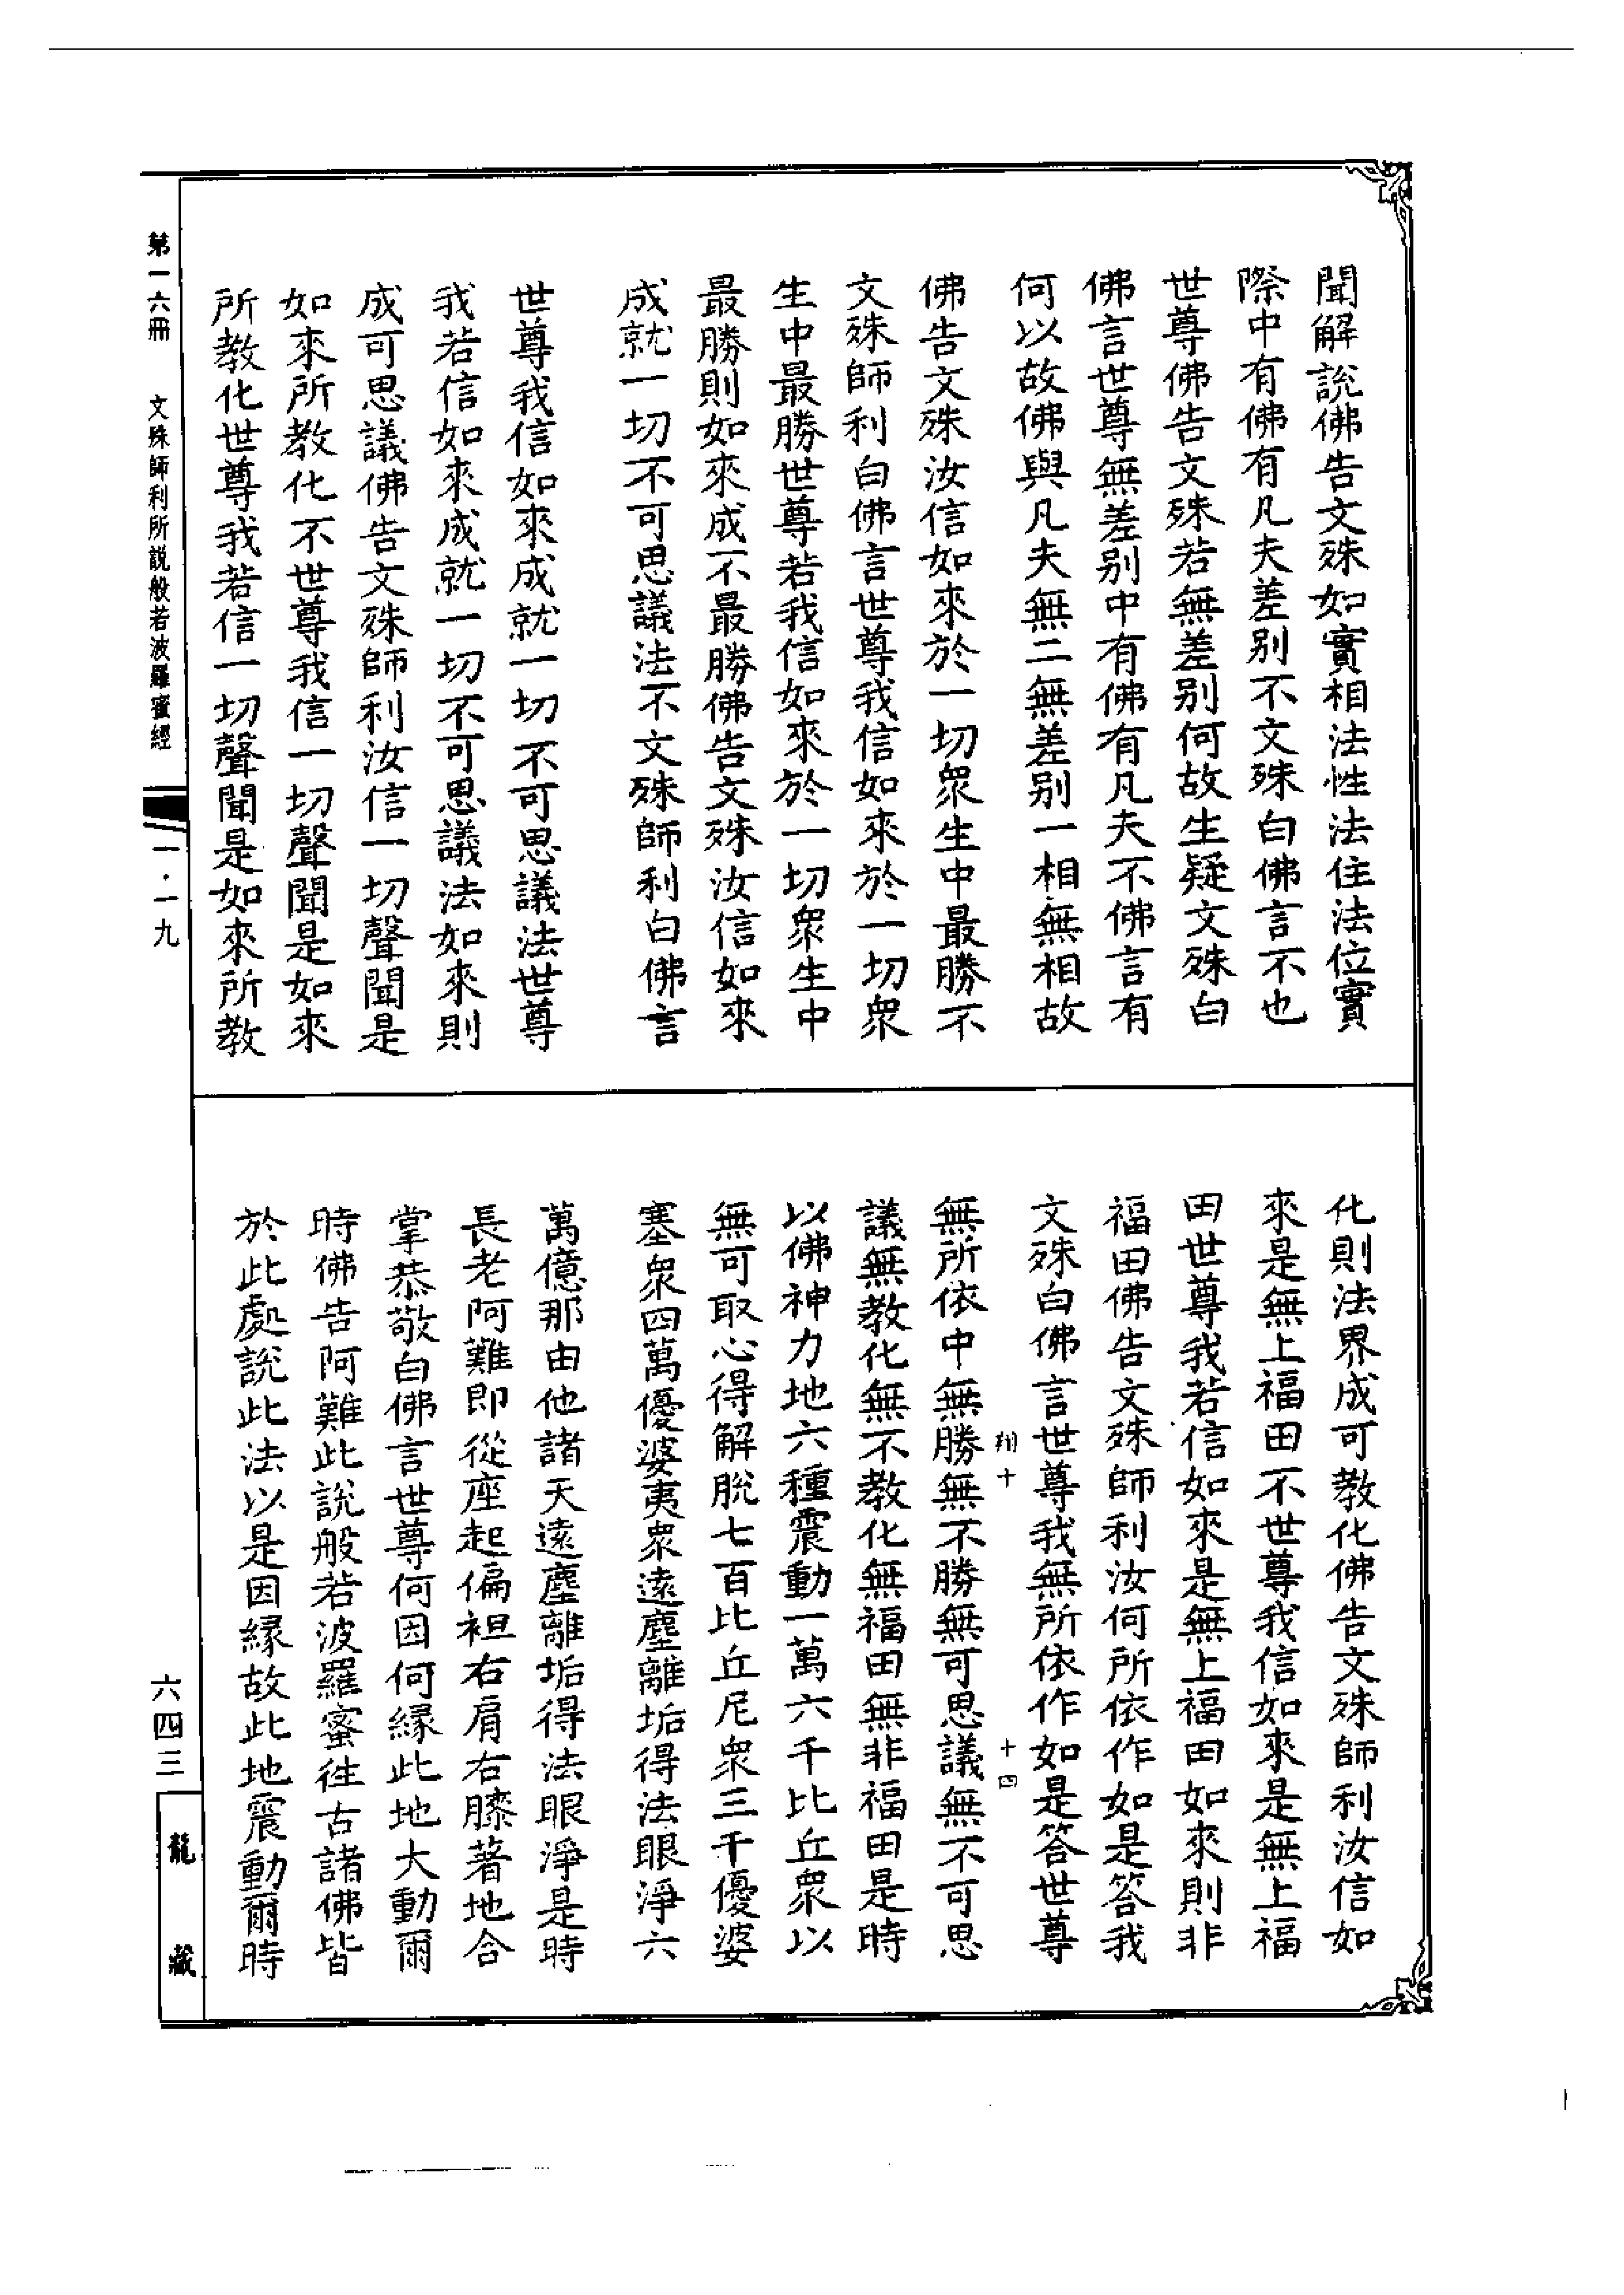 聞解說佛告文殊如實相法性法住法位實
際中有佛有凡夫差別不文殊白佛言不也
世尊佛告文殊若無差別何故生疑文殊白
佛言世尊無差別中有佛有凡夫不佛言有
何以故佛與凡夫無二無差別一相無相故
佛告文殊汝信如來於一切眾生中最勝不
文殊師利白佛言世尊我信如來於一切眾
生中最勝世尊若我信如來於一切眾生中
最勝則如來成不最勝佛告文殊汝信如來
成就一切不可思議法不文殊師利白佛言
世尊我信如來成就一切不可思議法世尊
我若信如來成就一切不可思議法如來則
成可思議佛告文殊師利汝信一切聲聞是
如來所教化不世尊我信一切聲聞是如來
所教化世尊我若信一切聲聞是如來所教
化則法界成可教化佛告文殊師利汝信如
來是無上福田不世尊我信如來是無上福
田世尊我若信如來是無上福田如來則非
福田佛告文殊師利汝何所依作如是答我
文殊白佛言世尊我無所依作如是答世尊
翔十 十四
無所依中無勝無不勝無可思議無不可思
議無教化無不教化無福田無非福田是時
以佛神力地六種震動一萬六千比丘眾以
無可取心得解脫七百比丘尼眾三千優婆
塞眾四萬優婆夷眾遠塵離垢得法眼淨六
萬億那由他諸天遠塵離垢得法眼淨是時
長老阿難即從座起偏袒右肩右膝著地合
掌恭敬白佛言世尊何因何緣此地大動爾
時佛告阿難此說般若波羅蜜往古諸佛皆
於此處說此法以是因緣故此地震動爾時
第一六冊 文殊師利所說般若波羅蜜經
一·一九
六四三
龍藏